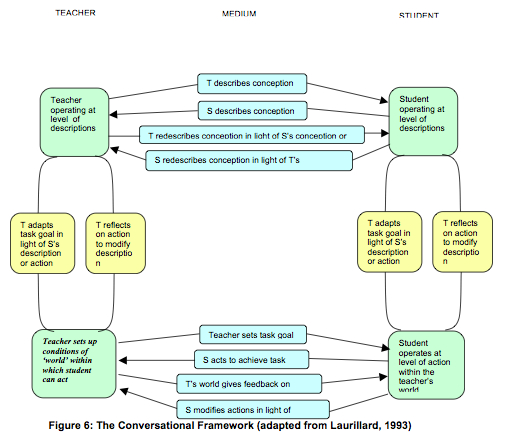 TEACHER
MEDIUM
STUDENT
T describes conception
Teacher
operating at
level of
descriptions
Student
operating at
level of
descriptions
S describes conception
T redescribes conception in light of S's conception or
S redescribes conception in light of T's
T adapts
task goal in
light of S's
description
or action
T reflects
on action
to modify
descriptio
n
T adapts
task goal in
light of S's
description
or action
T reflects
on action
to modify
descriptio
n
Teacher sets up
conditions of
'world' within
which student
can act
Teacher sets task goal
S acts to achieve task
T's world gives feedback on
S modifies actions in light of
Student
operates at
level of action
within the
teacher's
world
Figure 6: The Conversational Framework (adapted from Laurillard, 1993)